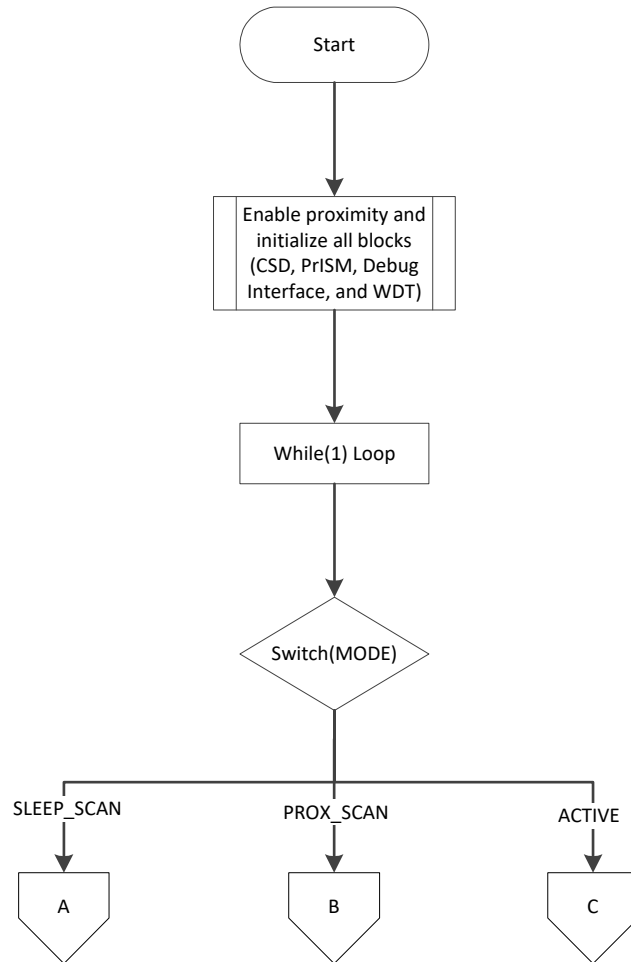 Start
Enable proximity and
initialize all blocks
(CSD, PrISM, Debug
Interface, and WDT)
While(1) Loop
Switch(MODE)
SLEEP_SCAN
PROX_SCAN
ACTIVE
A
B
C